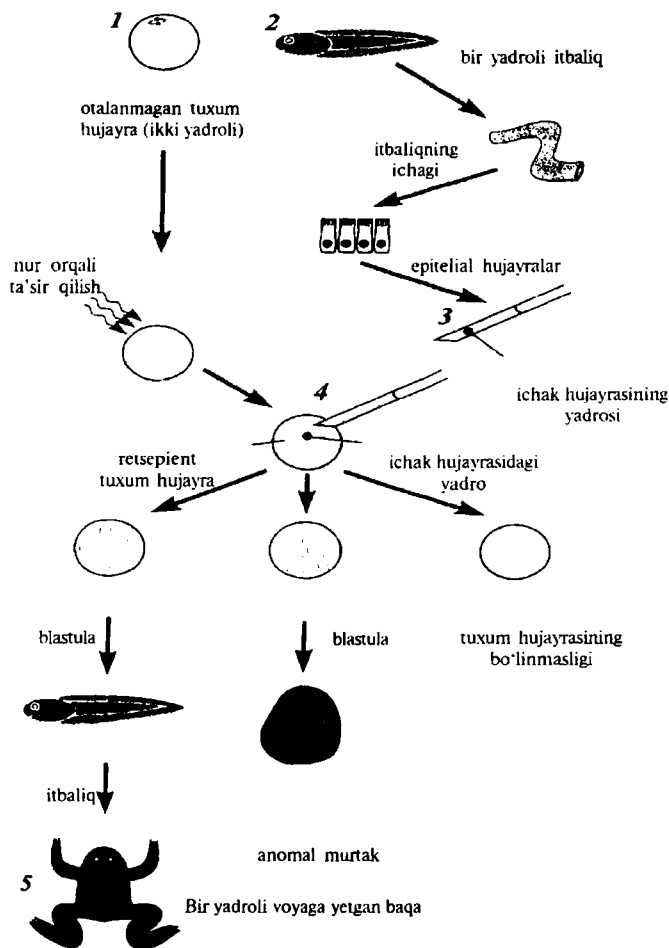 1
2
bir yadroli itbaliq
otalanmagan tuxum
hujayra (ikki yadroli)
itbaliqning
ichagi
nur orqali
ta'sir qilish
epitelial hujayralar
3
4
ichak hujayrasining
yadrosi
retsepient
tuxum hujayra
ichak hujayrasidagi
yadro
blastula
blastula
tuxum hujayrasining
bo'linmasligi
itbaliq
5
anomal murtak
Bir yadroli voyaga yetgan baqa